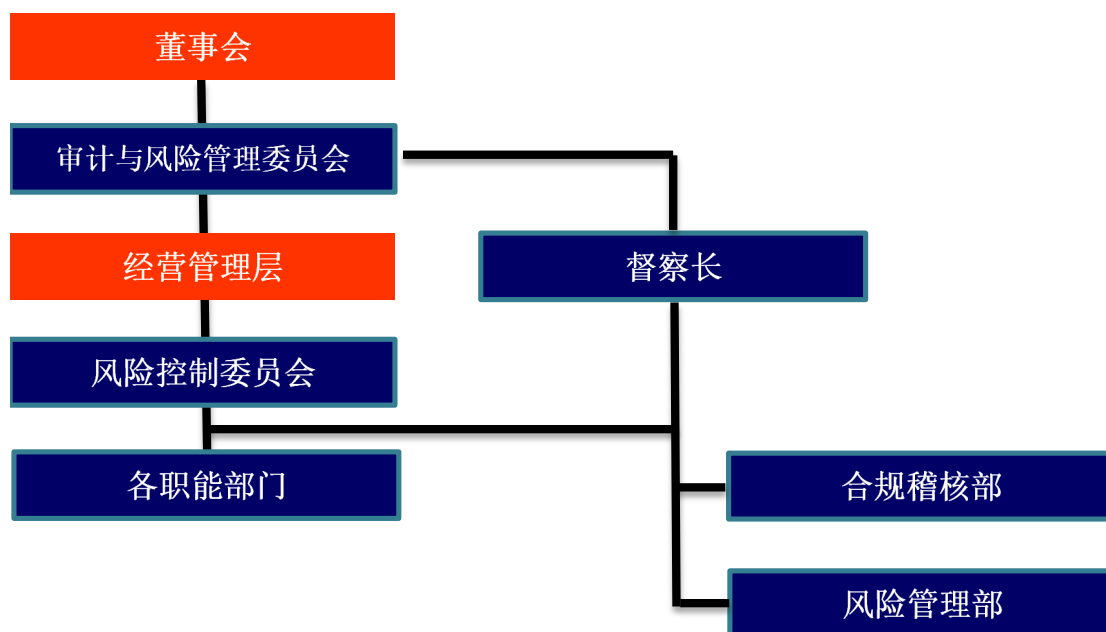 董事会
审计与风险管理委员会
经营管理层
督察长
风险控制委员会
各职能部门
合规稽核部
风险管理部